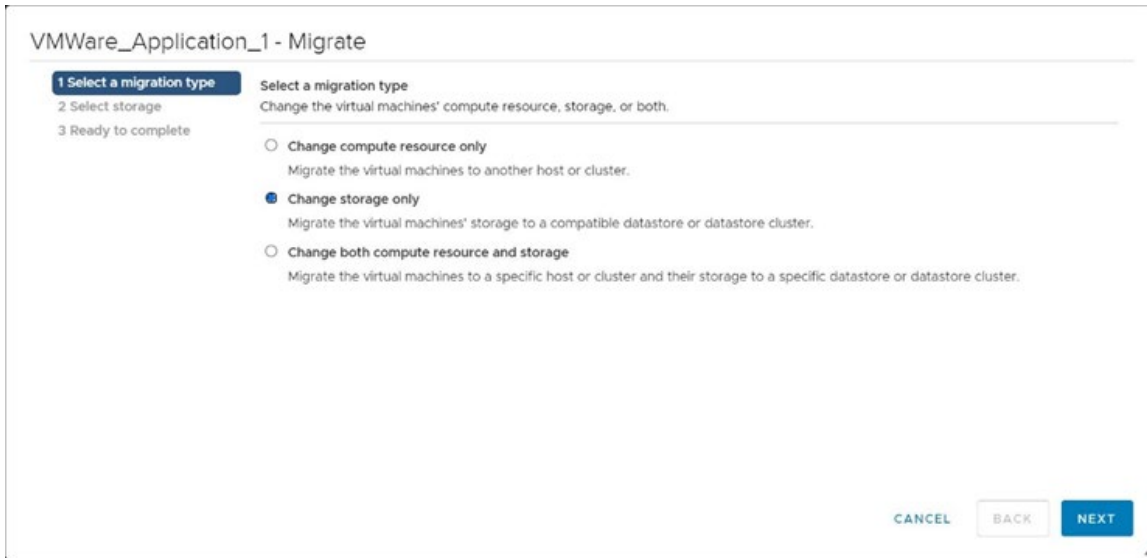 VMWare_Application_1 - Migrate
1 Select a migration type
2 Select storage
3 Ready to complete
Select a migration type
Change the virtual machines' compute resource, storage, or both.
Change compute resource only
Migrate the virtual machines to another host or cluster.
Change storage only
Migrate the virtual machines' storage to a compatible datastore or datastore cluster.
Change both compute resource and storage
Migrate the virtual machines to a specific host or cluster and their storage to a specific datastore or datastore cluster.
CANCEL
BACK
NEXT